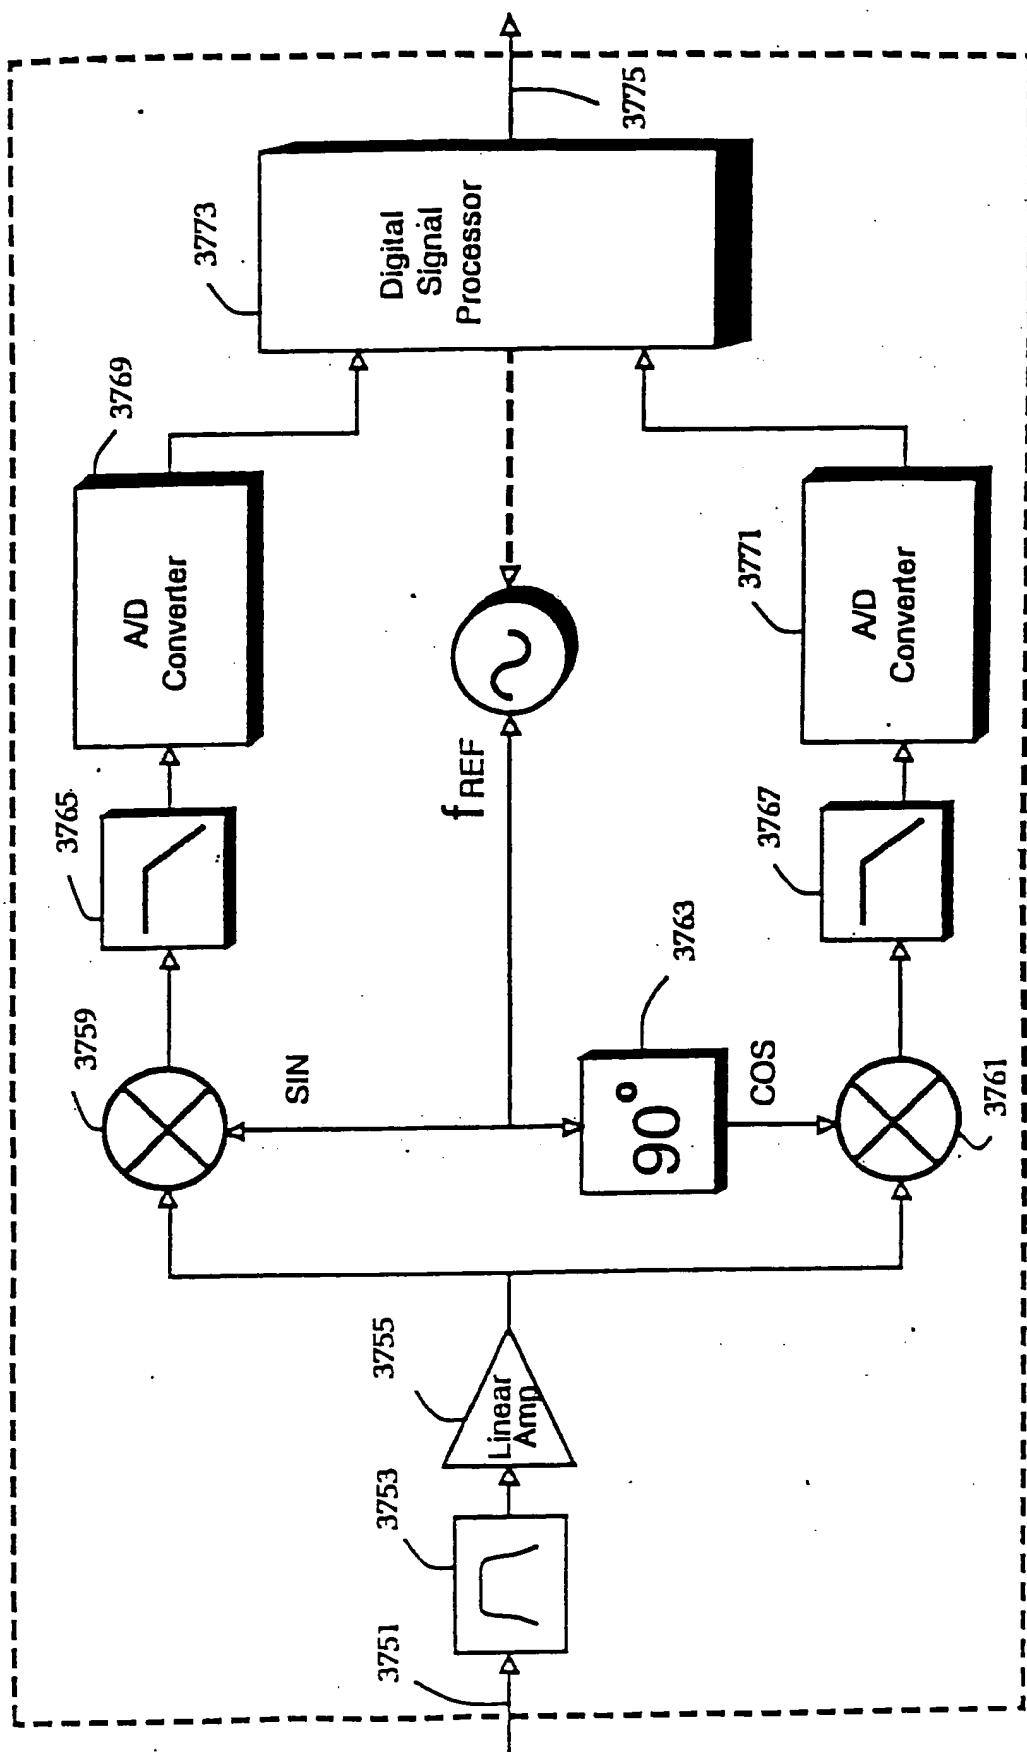 3751
3753
3755
Linear
Amp
3759
SIN
3763
90°
COS
3761
3765
fREF
3767
3769
A/D
Converter
3771
A/D
Converter
3773
Digital
Signal
Processor
3775